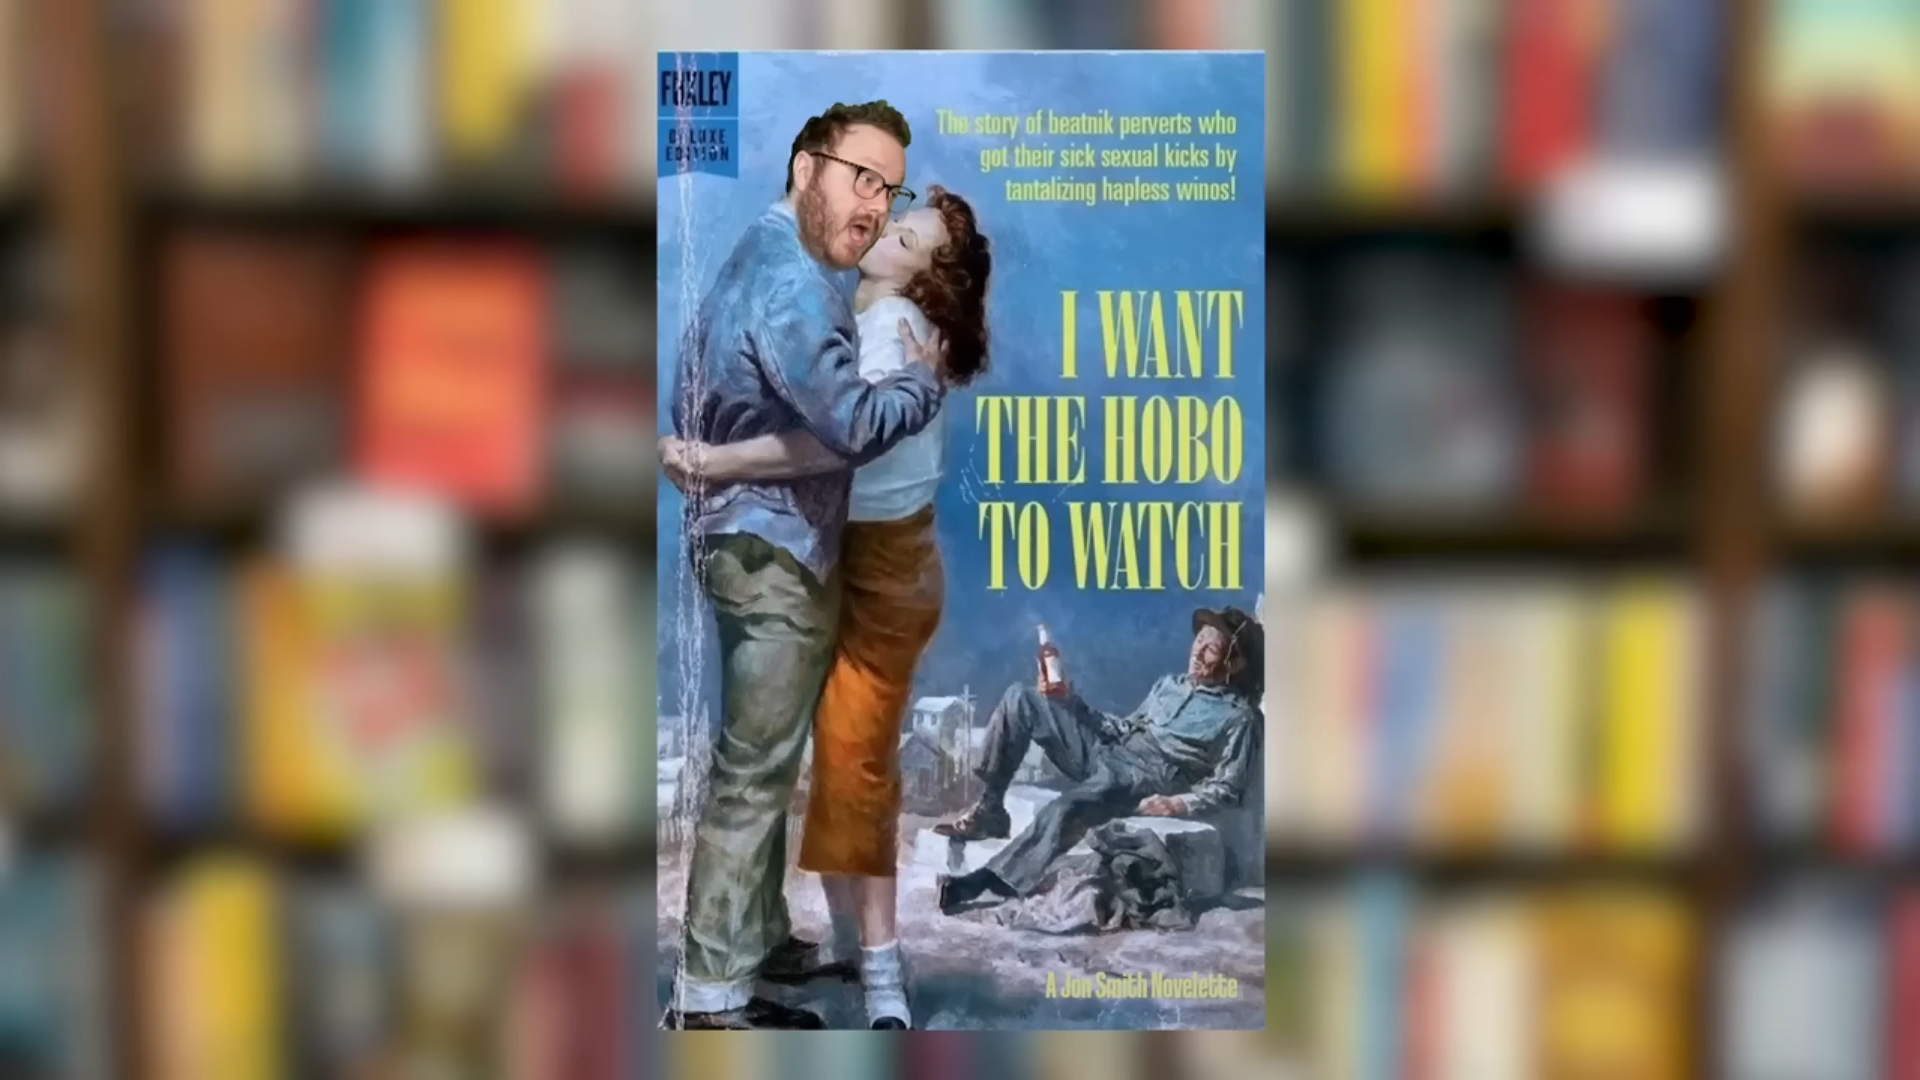 FUXLEY
DELUXE
EDITION
The story of beatnik perverts who
got their sick sexual kicks by
tantalizing hapless winos!
I WANT
THE HOBO
TO WATCH
A Jon Smith Novelette